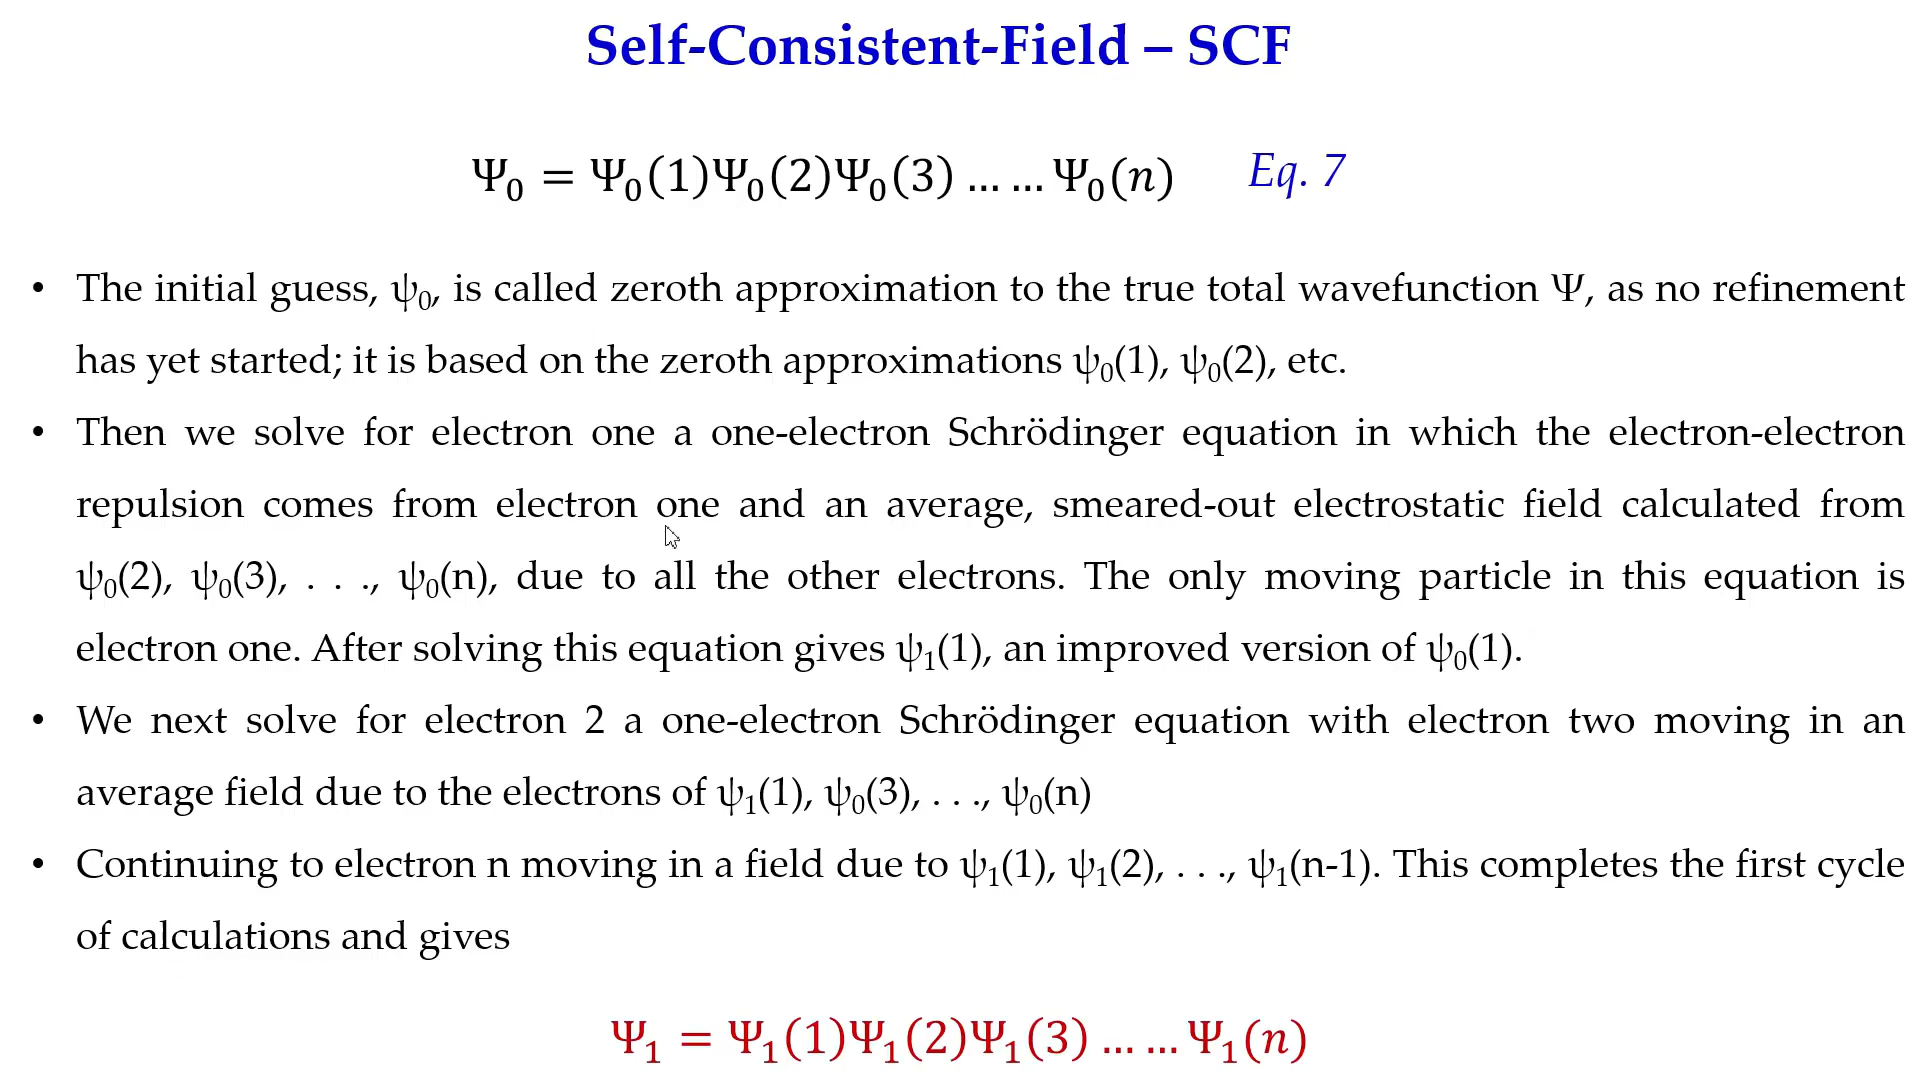 Self-Consistent-Field – SCF
Ψ₀ = Ψ₀(1)Ψ₀(2)Ψ₀(3) … … Ψ₀(n) Eq. 7
• The initial guess, ψ₀, is called zeroth approximation to the true total wavefunction Ψ, as no refinement
has yet started; it is based on the zeroth approximations ψ₀(1), ψ₀(2), etc.
• Then we solve for electron one a one-electron Schrödinger equation in which the electron-electron
repulsion comes from electron one and an average, smeared-out electrostatic field calculated from
ψ₀(2), ψ₀(3), . . ., ψ₀(n), due to all the other electrons. The only moving particle in this equation is
electron one. After solving this equation gives ψ₁(1), an improved version of ψ₀(1).
• We next solve for electron 2 a one-electron Schrödinger equation with electron two moving in an
average field due to the electrons of ψ₁(1), ψ₀(3), . . ., ψ₀(n)
• Continuing to electron n moving in a field due to ψ₁(1), ψ₁(2), . . ., ψ₁(n-1). This completes the first cycle
of calculations and gives
Ψ₁ = Ψ₁(1)Ψ₁(2)Ψ₁(3) … … Ψ₁(n)